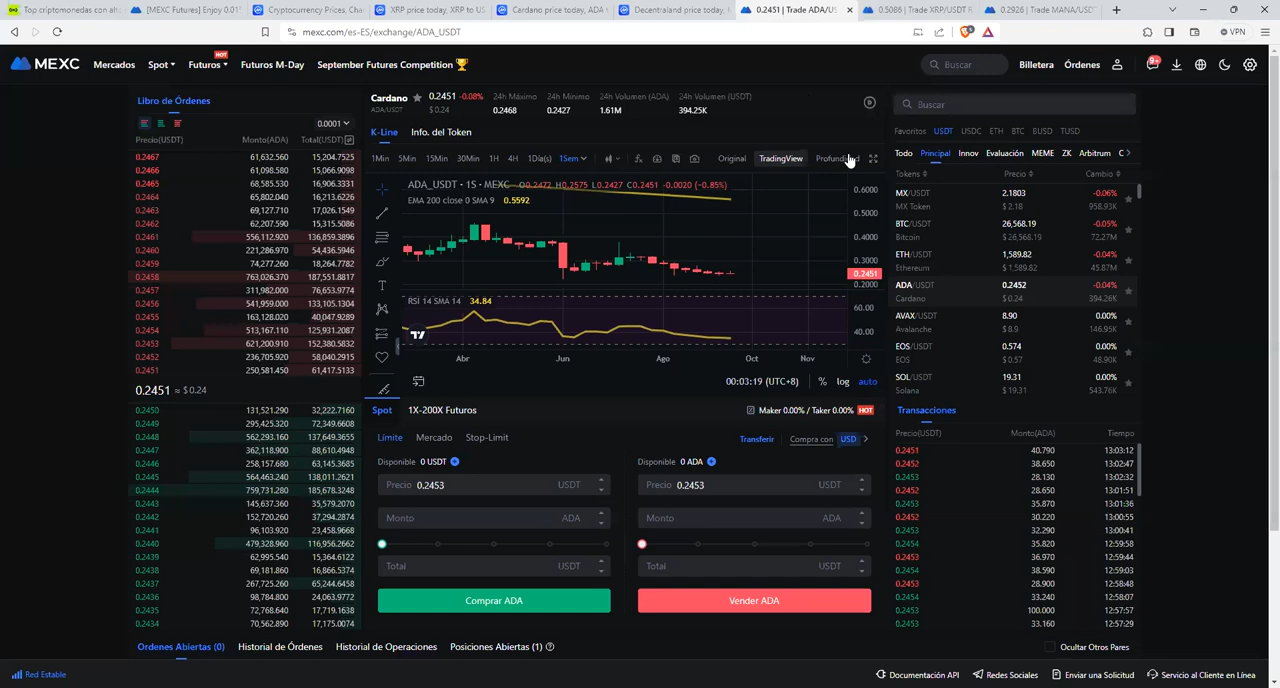 Top criptomonedas con alt
[MEXC Futures] Enjoy 0.01
Cryptocurrency Prices, Char
XRP price today, XRP to US
Cardano price today, ADA
Decentraland price today,
0.2451 | Trade ADA/US
0.5086 | Trade XRP/USDT
0.2926 | Trade MANA/USD
mexc.com/es-ES/exchange/ADA_USDT
VPN
MEXC
Mercados
Spot
Futuros
HOT
Futuros M-Day
September Futures Competition
Buscar
Billetera
Órdenes
9+
Libro de Órdenes
0.0001
Precio(USDT) Monto(ADA) Total(USDT)
0.2467 61,632.560 15,204.7525
0.2466 61,098.580 15,066.9098
0.2465 68,585.530 16,906.3331
0.2464 65,802.040 16,213.6226
0.2463 69,127.710 17,026.1549
0.2462 62,207.590 15,315.5086
0.2461 556,112.920 136,859.3896
0.2460 221,286.970 54,436.5946
0.2459 74,277.260 18,264.7782
0.2458 763,026.370 187,551.8817
0.2457 311,982.000 76,653.9774
0.2456 541,959.000 133,105.1304
0.2455 163,128.020 40,047.9289
0.2454 513,167.110 125,931.2087
0.2453 621,200.910 152,380.5832
0.2452 236,705.920 58,040.2915
0.2451 250,581.450 61,417.5133
0.2451 ≈ $0.24
0.2450 131,521.290 32,222.7160
0.2449 295,425.320 72,349.6608
0.2448 562,293.160 137,649.3655
0.2447 362,118.900 88,610.4948
0.2446 258,157.680 63,145.3685
0.2445 564,463.240 138,011.2621
0.2444 759,731.280 185,678.3248
0.2443 145,637.360 35,579.2070
0.2442 152,720.260 37,294.2874
0.2441 96,103.920 23,458.9668
0.2440 479,328.960 116,956.2662
0.2439 62,995.540 15,364.6122
0.2438 69,181.860 16,866.5374
0.2437 267,725.260 65,244.6458
0.2436 98,784.800 24,063.9772
0.2435 72,768.640 17,719.1638
0.2434 70,562.890 17,175.0074
Cardano
ADA/USDT
0.2451 -0.08%
$ 0.24
24h Máximo
0.2468
24h Mínimo
0.2427
24h Volumen (ADA)
1.61M
24h Volumen (USDT)
394.25K
K-Line
Info. del Token
1Min 5Min 15Min 30Min 1H 4H 1Día(s) 1Sem
Original TradingView
ADA_USDT · 1S · MEXC O0.2472 H0.2575 L0.2427 C0.2451 -0.0020 (-0.85%)
EMA 200 close 0 SMA 9 0.5592
0.6000
0.5000
0.4000
0.3000
0.2451
0.2000
RSI 14 SMA 14 34.84
60.00
40.00
Abr Jun Ago Oct Nov
00:03:19 (UTC+8) % log auto
Spot
1X-200X Futuros
Maker 0.00% / Taker 0.00% HOT
Límite Mercado Stop-Limit
Transferir
Compra con USD
Disponible 0 USDT
Precio 0.2453 USDT
Monto ADA
Total USDT
Comprar ADA
Disponible 0 ADA
Precio 0.2453 USDT
Monto ADA
Total USDT
Vender ADA
Buscar
Favoritos USDT USDC ETH BTC BUSD TUSD
Todo Principal Innov Evaluación MEME ZK Arbitrum C
Tokens Precio Cambio
MX/USDT 2.1803 -0.06%
MX Token $ 2.18 958.93K
BTC/USDT 26,568.19 -0.05%
Bitcoin $ 26,568.19 72.27M
ETH/USDT 1,589.82 -0.04%
Ethereum $ 1,589.82 45.87M
ADA/USDT 0.2452 -0.04%
Cardano $ 0.24 394.26K
AVAX/USDT 8.90 0.00%
Avalanche $ 8.9 146.95K
EOS/USDT 0.574 0.00%
EOS $ 0.57 48.90K
SOL/USDT 19.31 0.00%
Solana $ 19.31 543.76K
Transacciones
Precio(USDT) Monto(ADA) Tiempo
0.2451 40.790 13:03:12
0.2452 38.650 13:02:47
0.2453 28.130 13:02:32
0.2452 28.650 13:01:51
0.2453 35.870 13:01:36
0.2452 30.220 13:00:55
0.2453 32.290 13:00:41
0.2454 35.820 12:59:58
0.2453 36.970 12:59:44
0.2454 38.590 12:59:03
0.2453 28.900 12:58:48
0.2454 33.240 12:58:07
0.2453 100.000 12:57:57
0.2453 33.160 12:57:29
Ordenes Abiertas (0)
Historial de Órdenes
Historial de Operaciones
Posiciones Abiertas (1)
Ocultar Otros Pares
Red Estable
Documentación API
Redes Sociales
Enviar una Solicitud
Servicio al Cliente en Línea